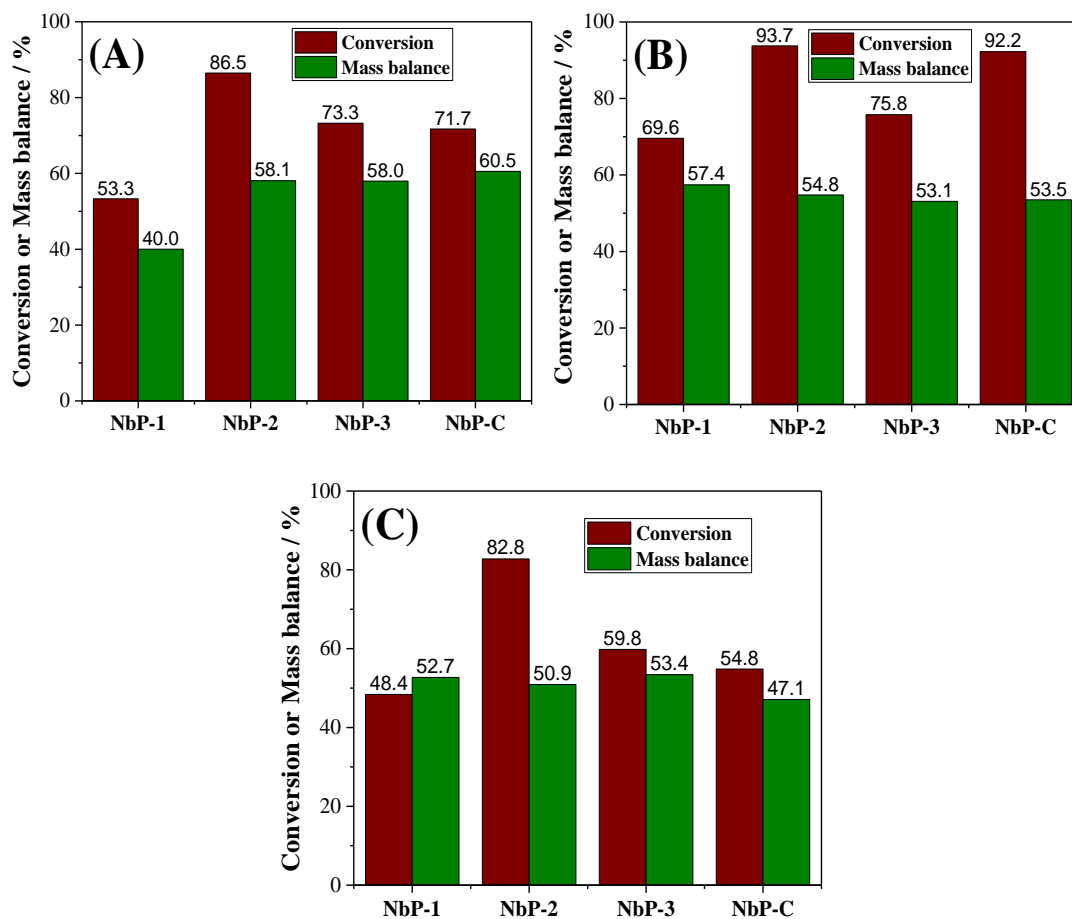 (A)
Conversion
Mass balance
Conversion or Mass balance / %
100
80
60
40
20
0
53.3
40.0
86.5
58.1
73.3
58.0
71.7
60.5
NbP-1
NbP-2
NbP-3
NbP-C
(B)
Conversion
Mass balance
Conversion or Mass balance / %
100
80
60
40
20
0
69.6
57.4
93.7
54.8
75.8
53.1
92.2
53.5
NbP-1
NbP-2
NbP-3
NbP-C
(C)
Conversion
Mass balance
Conversion or Mass balance / %
100
80
60
40
20
0
48.4
52.7
82.8
50.9
59.8
53.4
54.8
47.1
NbP-1
NbP-2
NbP-3
NbP-C